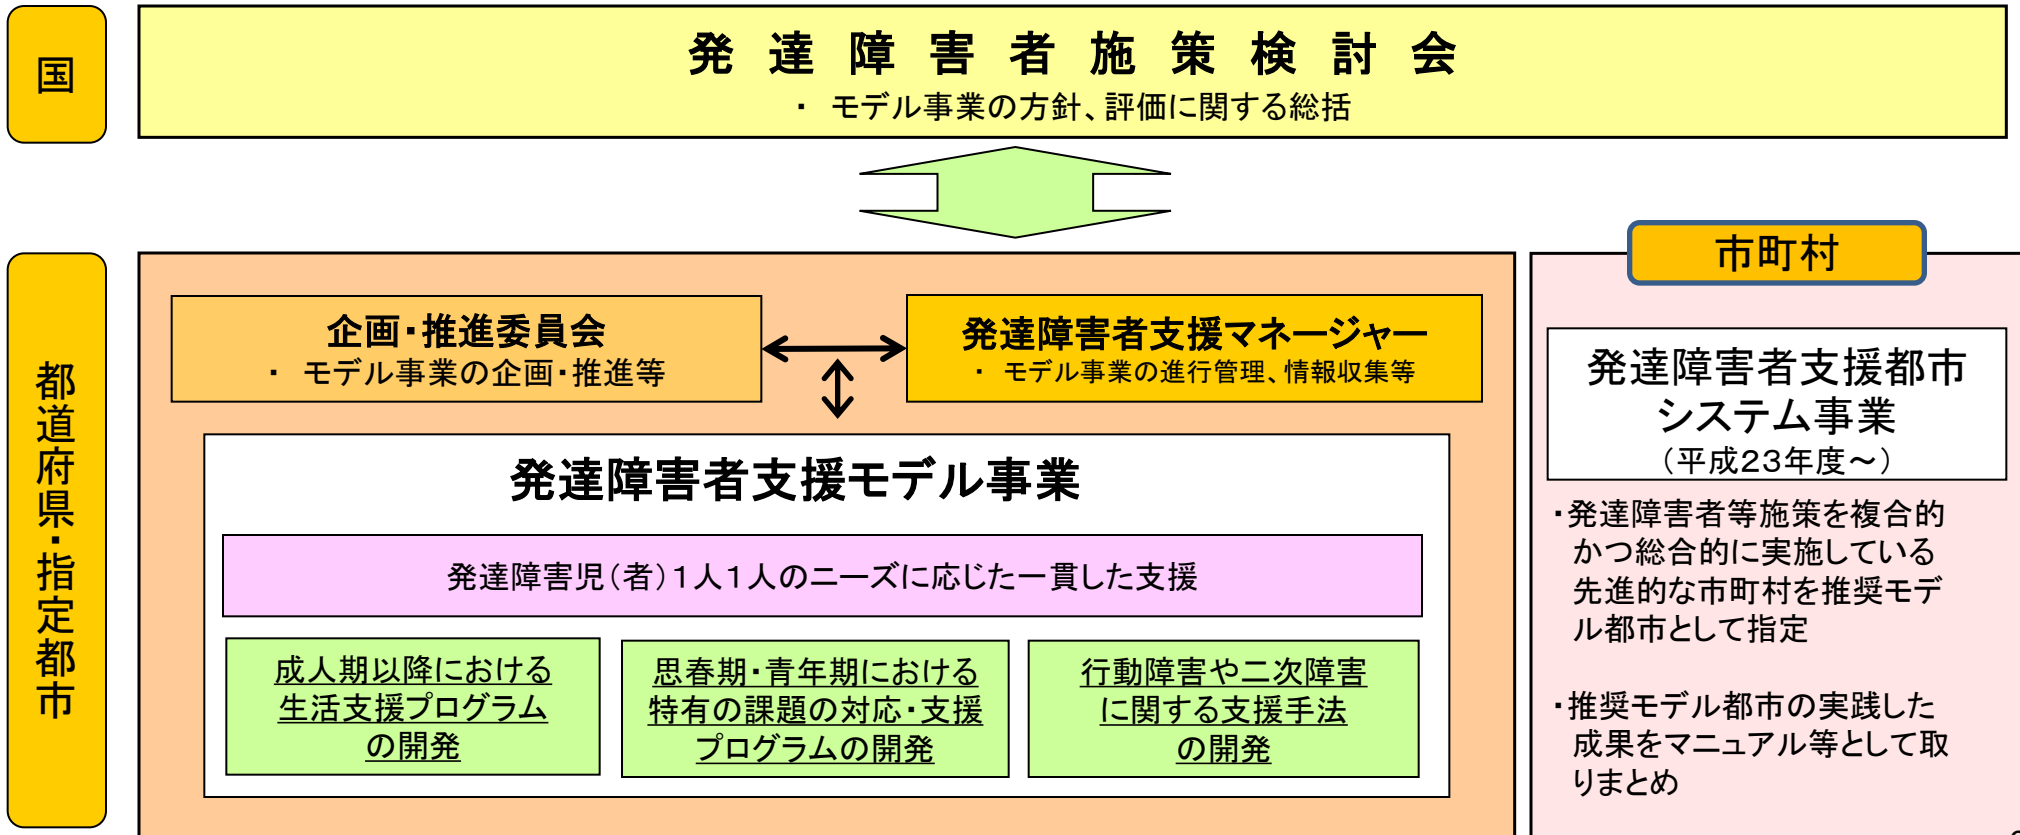 国
発達障害者施策検討会
・ モデル事業の方針、評価に関する総括
都道府県・指定都市
企画・推進委員会
・ モデル事業の企画・推進等
発達障害者支援マネージャー
・ モデル事業の進行管理、情報収集等
発達障害者支援モデル事業
発達障害児（者）１人１人のニーズに応じた一貫した支援
成人期以降における
生活支援プログラム
の開発
思春期・青年期における
特有の課題の対応・支援
プログラムの開発
行動障害や二次障害
に関する支援手法
の開発
市町村
発達障害者支援都市
システム事業
（平成２３年度～）
・発達障害者等施策を複合的
かつ総合的に実施している
先進的な市町村を推奨モデ
ル都市として指定
・推奨モデル都市の実践した
成果をマニュアル等として取
りまとめ